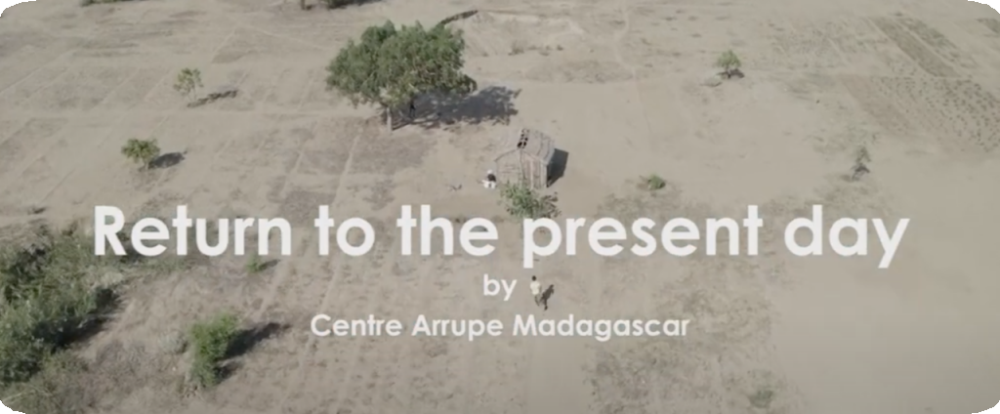 Return to the present day
by
Centre Arrupe Madagascar